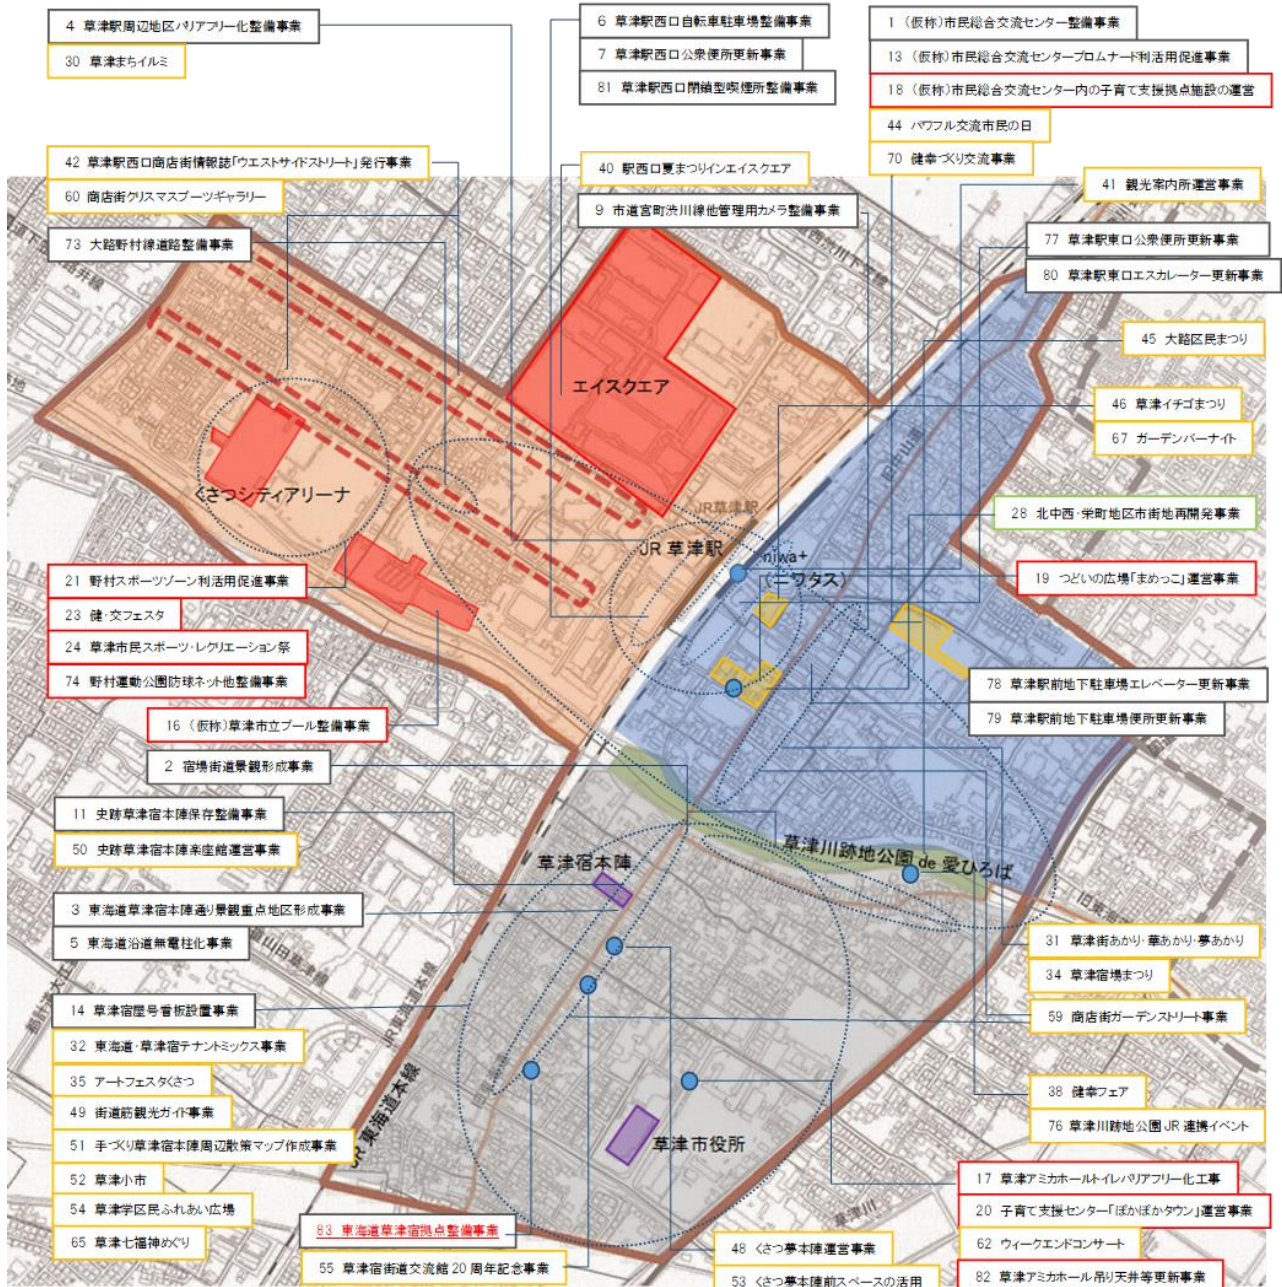 4 草津駅周辺地区バリアフリー化整備事業
30 草津まちイルミ
6 草津駅西口自転車駐車場整備事業
7 草津駅西口公衆便所更新事業
81 草津駅西口閉鎖型喫煙所整備事業
1 (仮称)市民総合交流センター整備事業
13 (仮称)市民総合交流センタープロムナード利活用促進事業
18 (仮称)市民総合交流センター内の子育て支援拠点施設の運営
44 パワフル交流市民の日
70 健幸づくり交流事業
42 草津駅西口商店街情報誌「ウエストサイドストリート」発行事業
60 商店街クリスマスブーツギャラリー
73 大路野村線道路整備事業
40 駅西口夏まつりインエイスクエア
9 市道宮町渋川線他管理用カメラ整備事業
41 観光案内所運営事業
77 草津駅東口公衆便所更新事業
80 草津駅東口エスカレーター更新事業
45 大路区民まつり
46 草津イチゴまつり
67 ガーデンバーナイト
28 北中西・栄町地区市街地再開発事業
19 つどいの広場「まめっこ」運営事業
エイスクエア
くさつシティアリーナ
JR草津駅
JR 草津駅
niwa+
(ニワタス)
21 野村スポーツゾーン利活用促進事業
23 健・交フェスタ
24 草津市民スポーツ・レクリエーション祭
74 野村運動公園防球ネット他整備事業
16 (仮称)草津市立プール整備事業
78 草津駅前地下駐車場エレベーター更新事業
79 草津駅前地下駐車場便所更新事業
2 宿場街道景観形成事業
11 史跡草津宿本陣保存整備事業
50 史跡草津宿本陣楽座館運営事業
草津宿本陣
草津川跡地公園 de 愛ひろば
3 東海道草津宿本陣通り景観重点地区形成事業
5 東海道沿道無電柱化事業
31 草津街あかり・華あかり・夢あかり
34 草津宿場まつり
59 商店街ガーデンストリート事業
14 草津宿屋号看板設置事業
32 東海道・草津宿テナントミックス事業
35 アートフェスタくさつ
49 街道筋観光ガイド事業
51 手づくり草津宿本陣周辺散策マップ作成事業
52 草津小市
54 草津学区民ふれあい広場
65 草津七福神めぐり
JR東海道本線
JR 東海道本線
草津市役所
草津川
38 健幸フェア
76 草津川跡地公園 JR 連携イベント
17 草津アミカホールトイレバリアフリー化工事
20 子育て支援センター「ぽかぽかタウン」運営事業
62 ウィークエンドコンサート
82 草津アミカホール吊り天井等更新事業
83 東海道草津宿拠点整備事業
55 草津宿街道交流館 20 周年記念事業
48 くさつ夢本陣運営事業
53 くさつ夢本陣前スペースの活用